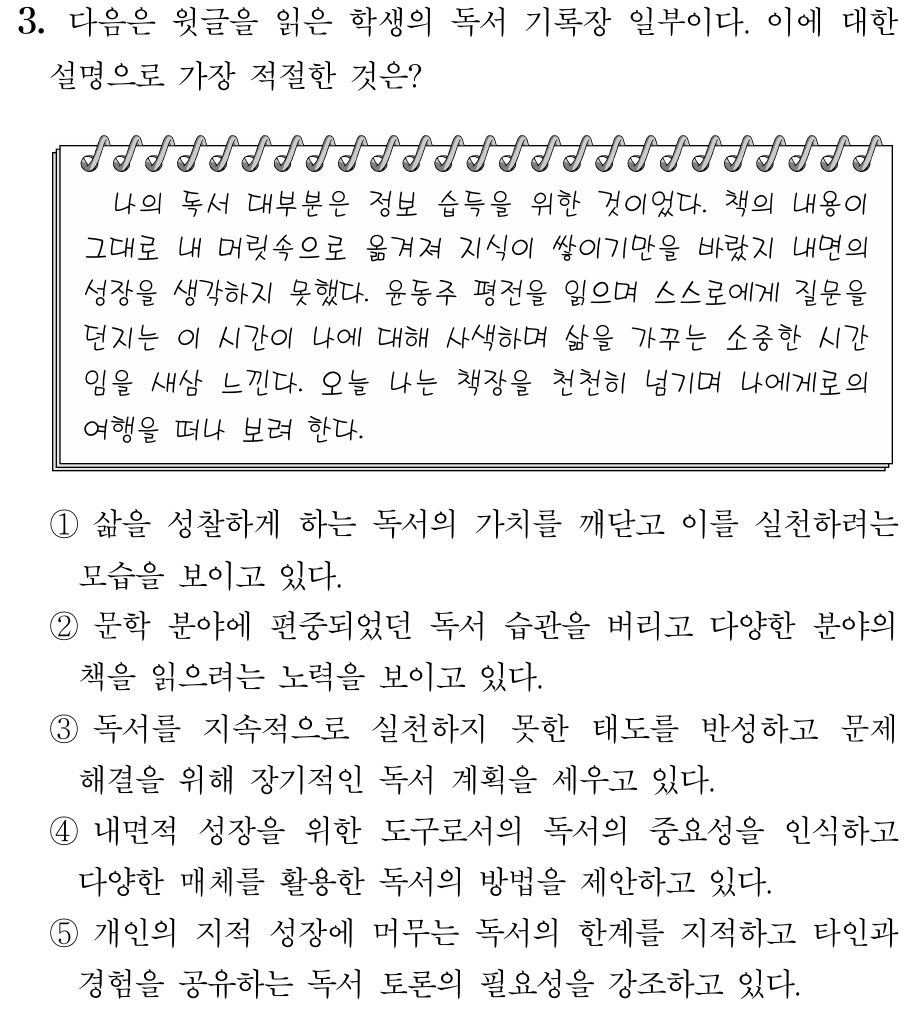 3. 다음은 윗글을 읽은 학생의 독서 기록장 일부이다. 이에 대한
설명으로 가장 적절한 것은?
나의 독서 대부분은 정보 습득을 위한 것이었다. 책의 내용이
그대로 내 머릿속으로 옮겨져 지식이 쌓이기만을 바랐지 내면의
성장을 생각하지 못했다. 윤동주 평전을 읽으며 스스로에게 질문을
던지는 이 시간이 나에 대해 사색하며 삶을 가꾸는 소중한 시간
임을 새삼 느낀다. 오늘 나는 책장을 천천히 넘기며 나에게로의
여행을 떠나 보려 한다.
① 삶을 성찰하게 하는 독서의 가치를 깨닫고 이를 실천하려는
모습을 보이고 있다.
② 문학 분야에 편중되었던 독서 습관을 버리고 다양한 분야의
책을 읽으려는 노력을 보이고 있다.
③ 독서를 지속적으로 실천하지 못한 태도를 반성하고 문제
해결을 위해 장기적인 독서 계획을 세우고 있다.
④ 내면적 성장을 위한 도구로서의 독서의 중요성을 인식하고
다양한 매체를 활용한 독서의 방법을 제안하고 있다.
⑤ 개인의 지적 성장에 머무는 독서의 한계를 지적하고 타인과
경험을 공유하는 독서 토론의 필요성을 강조하고 있다.